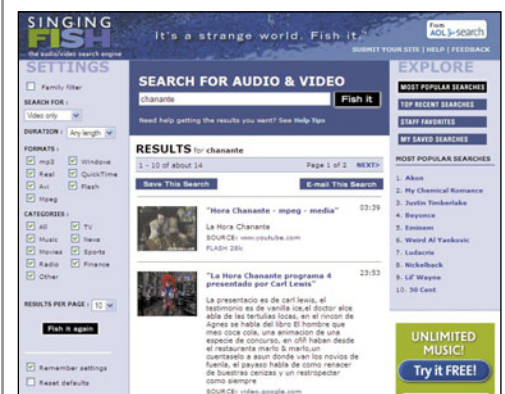 SINGING
FISH
the audio/video search engine
It's a strange world. Fish it.
From
AOL search
SUBMIT YOUR SITE | HELP | FEEDBACK
SETTINGS
Family filter
SEARCH FOR :
Video only
DURATION : Any length
FORMATS :
mp3 Windows
Real QuickTime
Avi Flash
Mpeg
CATEGORIES :
All TV
Music News
Movies Sports
Radio Finance
Other
RESULTS PER PAGE : 10
Fish it again
Remember settings
Reset defaults
SEARCH FOR AUDIO & VIDEO
chanante
Fish it
Need help getting the results you want? See Help Tips
RESULTS for chanante
1 - 10 of about 14 Page 1 of 2 NEXT>
Save This Search E-mail This Search
"Hora Chanante - mpeg - media" 03:39
La Hora Chanante
SOURCE: www.youtube.com
FLASH 28k
"La Hora Chanante programa 4 23:53
presentado por Carl Lewis"
La presentacio es de carl lewis, el
testimonio es de vanilla ice,el doctor alce
abla de las tertulias locas, en el rincon de
Agnes se habla del libro El hombre que
mes coca cola, una animacion de una
especie de concurso, en ofifi haban desde
el restauranta marlo & marlo,un
cuentaselo a asun donde van los novios de
fuenla, el payaso habla de como renacer
de buestras cenizas y un restropecter
como siempre
SOURCE: video.google.com
EXPLORE
MOST POPULAR SEARCHES
TOP RECENT SEARCHES
STAFF FAVORITES
MY SAVED SEARCHES
MOST POPULAR SEARCHES
1. Akon
2. My Chemical Romance
3. Justin Timberlake
4. Beyonce
5. Eminem
6. Weird Al Yankovic
7. Ludacris
8. Nickelback
9. Lil' Wayne
10. 50 Cent
UNLIMITED
MUSIC!
Try it FREE!